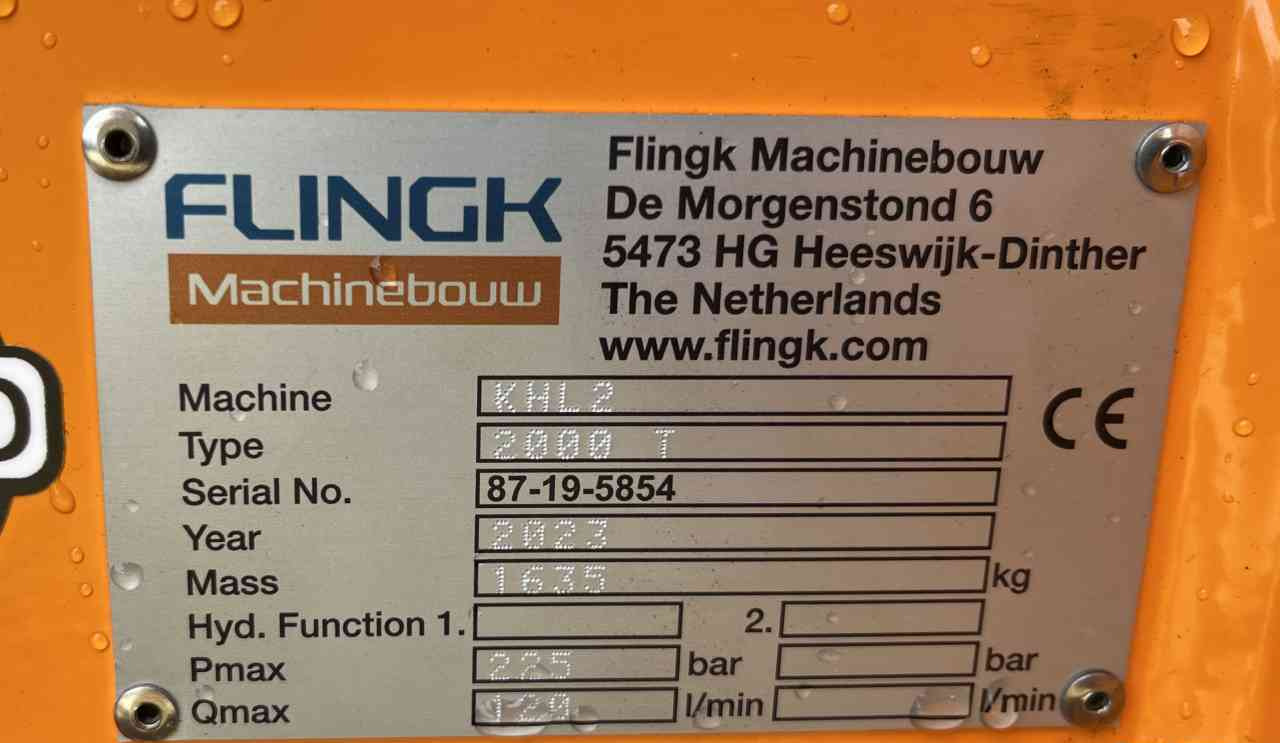 FLINGK
Machinebouw
Flingk Machinebouw
De Morgenstond 6
5473 HG Heeswijk-Dinther
The Netherlands
www.flingk.com
Machine KHL2
Type 2000 T
CE
Serial No. 87-19-5854
Year 2023
Mass 1635 kg
Hyd. Function 1. 2.
Pmax 225 bar bar
Qmax 120 l/min l/min